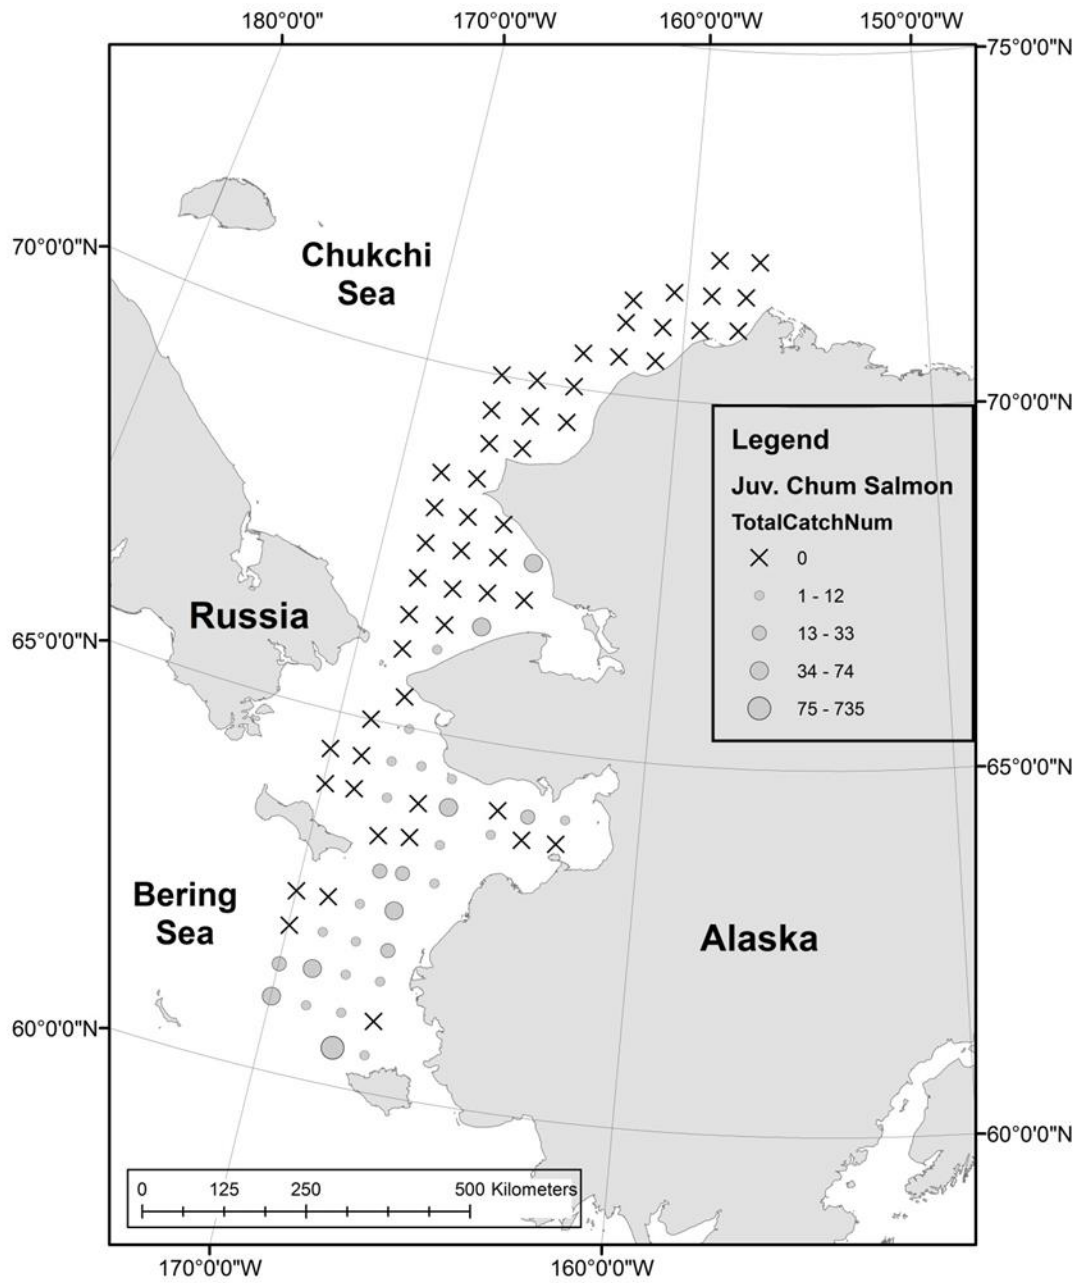 180°0'0" 170°0'0"W 160°0'0"W 150°0'0"W
75°0'0"N
70°0'0"N
Chukchi
Sea
70°0'0"N
Legend
Juv. Chum Salmon
TotalCatchNum
0
1 - 12
13 - 33
34 - 74
75 - 735
Russia
65°0'0"N
65°0'0"N
Bering
Sea
Alaska
60°0'0"N
60°0'0"N
0 125 250 500 Kilometers
170°0'0"W 160°0'0"W